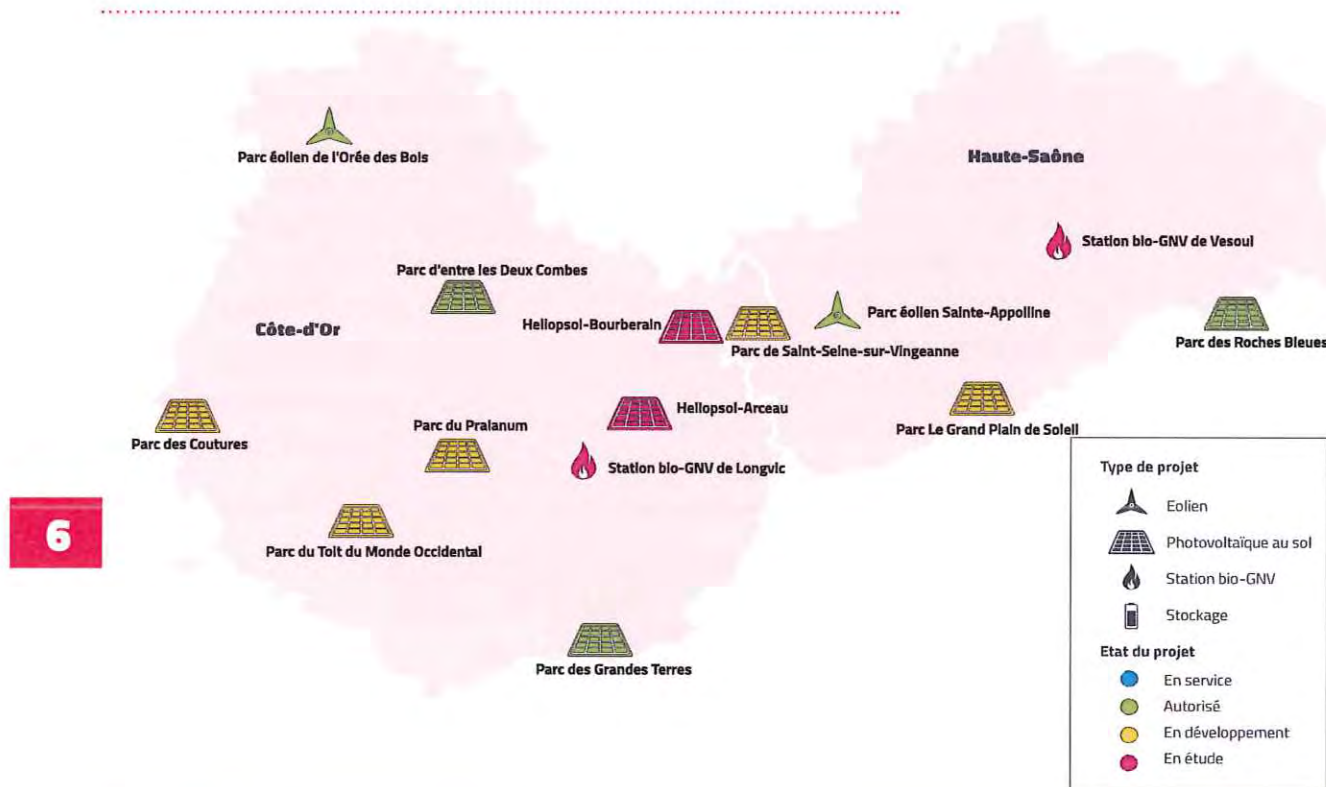 Parc éolien de l'Orée des Bois
Haute-Saône
Station bio-GNV de Vesoul
Parc d'entre les Deux Combes
Côte-d'Or
Heliopsol-Bourberain
Parc éolien Sainte-Appolline
Parc de Saint-Seine-sur-Vingeanne
Parc des Roches Bleues
Heliopsol-Arceau
Parc des Coutures
Parc du Pralanum
Parc Le Grand Plain de Soleil
Station bio-GNV de Longvic
6
Parc du Toit du Monde Occidental
Parc des Grandes Terres
Type de projet
Eolien
Photovoltaïque au sol
Station bio-GNV
Stockage
Etat du projet
En service
Autorisé
En développement
En étude